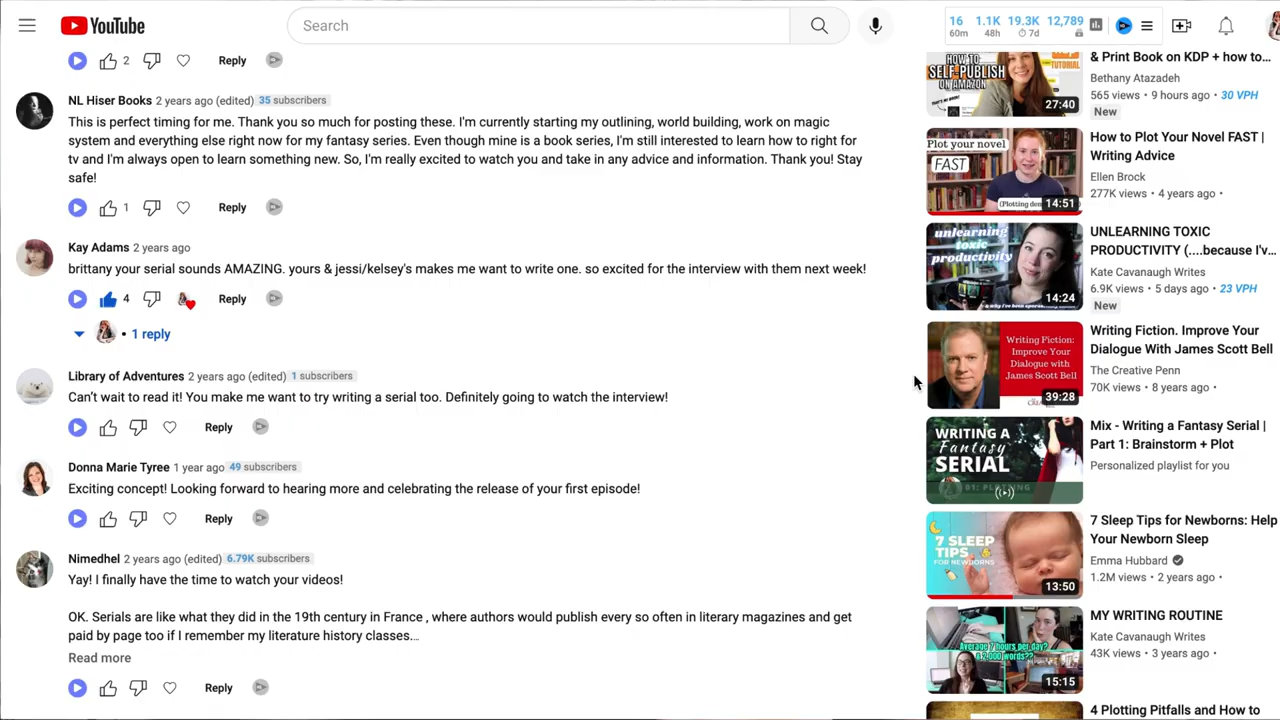 YouTube
Search
16 1.1K 19.3K 12,789
60m 48h 7d
2 Reply
NL Hiser Books 2 years ago (edited) 35 subscribers
This is perfect timing for me. Thank you so much for posting these. I'm currently starting my outlining, world building, work on magic
system and everything else right now for my fantasy series. Even though mine is a book series, I'm still interested to learn how to right for
tv and I'm always open to learn something new. So, I'm really excited to watch you and take in any advice and information. Thank you! Stay
safe!
1 Reply
Kay Adams 2 years ago
brittany your serial sounds AMAZING. yours & jessi/kelsey's makes me want to write one. so excited for the interview with them next week!
4 Reply
• 1 reply
Library of Adventures 2 years ago (edited) 1 subscribers
Can't wait to read it! You make me want to try writing a serial too. Definitely going to watch the interview!
Reply
Donna Marie Tyree 1 year ago 49 subscribers
Exciting concept! Looking forward to hearing more and celebrating the release of your first episode!
Reply
Nimedhel 2 years ago (edited) 6.79K subscribers
Yay! I finally have the time to watch your videos!
OK. Serials are like what they did in the 19th century in France , where authors would publish every so often in literary magazines and get
paid by page too if I remember my literature history classes...
Read more
Reply
HOW TO
SELF-PUBLISH
ON AMAZON
TUTORIAL
27:40
& Print Book on KDP + how to...
Bethany Atazadeh
565 views • 9 hours ago • 30 VPH
New
Plot your novel
FAST
14:51
How to Plot Your Novel FAST |
Writing Advice
Ellen Brock
277K views • 4 years ago •
unlearning
toxic
productivity
14:24
UNLEARNING TOXIC
PRODUCTIVITY (....because I'v...
Kate Cavanaugh Writes
6.9K views • 5 days ago • 23 VPH
New
Writing Fiction:
Improve Your
Dialogue with
James Scott Bell
39:28
Writing Fiction. Improve Your
Dialogue With James Scott Bell
The Creative Penn
70K views • 8 years ago •
WRITING A
Fantasy
SERIAL
01: PLOTTING
Mix - Writing a Fantasy Serial |
Part 1: Brainstorm + Plot
Personalized playlist for you
7 SLEEP
TIPS
FOR NEWBORNS
13:50
7 Sleep Tips for Newborns: Help
Your Newborn Sleep
Emma Hubbard
1.2M views • 2 years ago •
Average 7 hours per day?
& 2,000 words??
15:15
MY WRITING ROUTINE
Kate Cavanaugh Writes
43K views • 3 years ago •
4 Plotting Pitfalls and How to